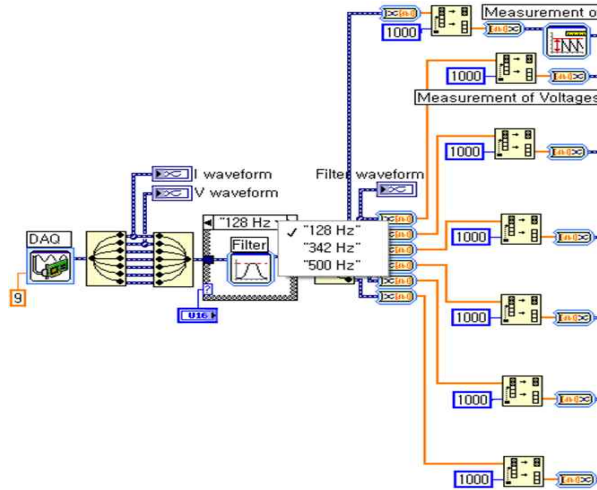 Measurement o
1000
1000
Measurement of Voltages
1000
I waveform
V waveform
Filter waveform
"128 Hz"
DAQ
Filter
✓ "128 Hz"
"342 Hz"
"500 Hz"
1000
9
?
U16
1000
1000
1000